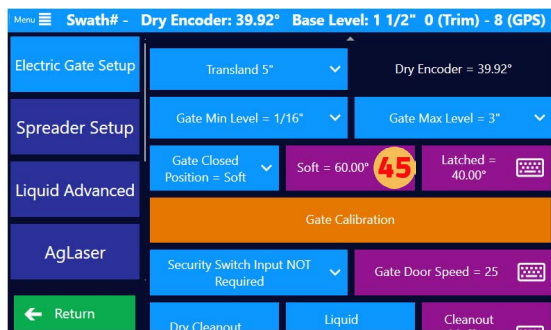 Menu Swath# - Dry Encoder: 39.92° Base Level: 1 1/2" 0 (Trim) - 8 (GPS)
Electric Gate Setup
Transland 5"
Dry Encoder = 39.92°
Spreader Setup
Gate Min Level = 1/16"
Gate Max Level = 3"
Liquid Advanced
Gate Closed
Position = Soft
Soft = 60.00°
45
Latched =
40.00°
Gate Calibration
AgLaser
Security Switch Input NOT
Required
Gate Door Speed = 25
Return
Dry Cleanout
Liquid
Cleanout